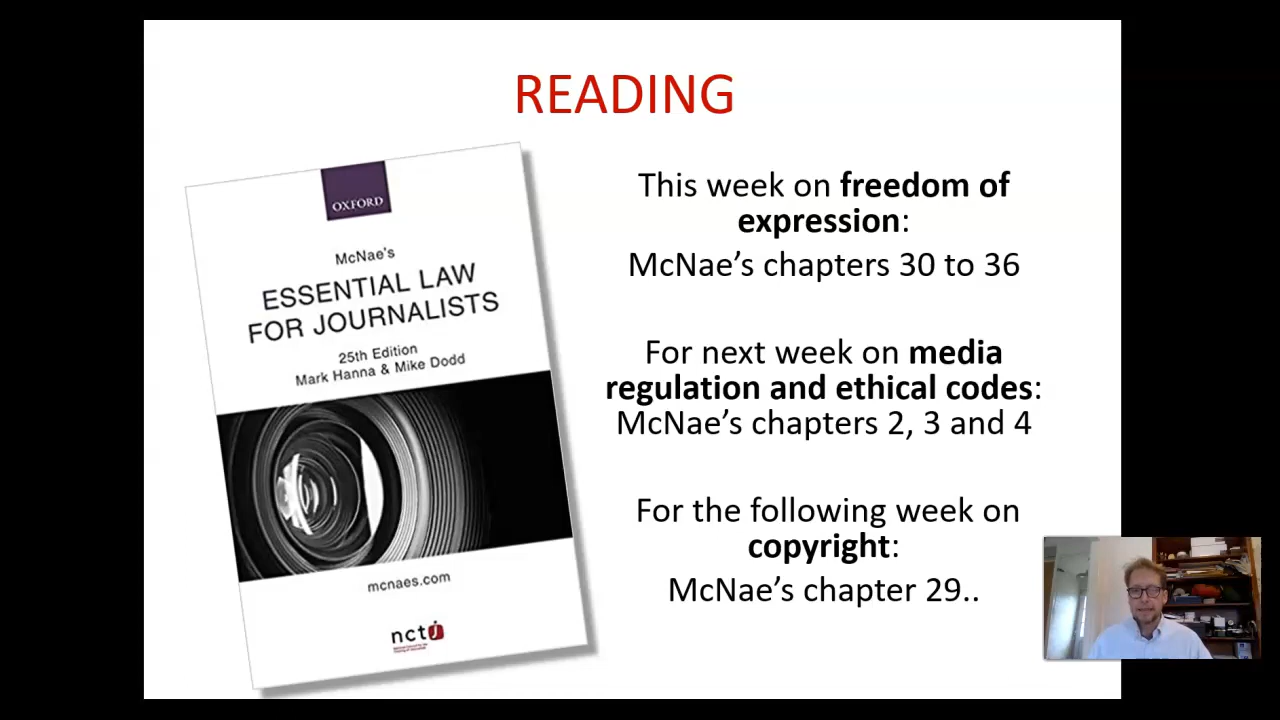 READING
OXFORD
McNae's
ESSENTIAL LAW
FOR JOURNALISTS
25th Edition
Mark Hanna & Mike Dodd
mcnaes.com
nctj
This week on freedom of
expression:
McNae’s chapters 30 to 36
For next week on media
regulation and ethical codes:
McNae’s chapters 2, 3 and 4
For the following week on
copyright:
McNae’s chapter 29..